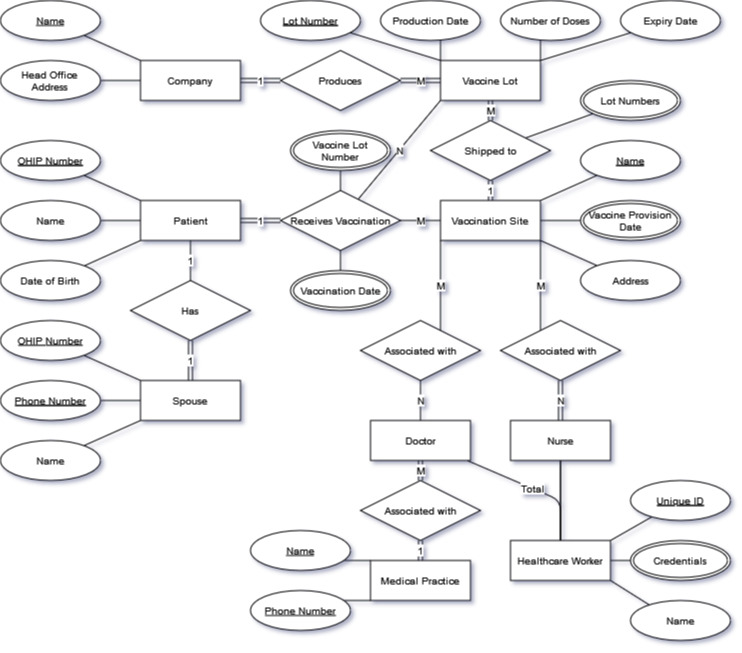 Name
Lot Number
Production Date
Number of Doses
Expiry Date
Head Office
Address
Company
1
Produces
M
Vaccine Lot
Lot Numbers
M
Vaccine Lot
Number
N
Shipped to
OHIP Number
Name
1
Name
Patient
1
Receives Vaccination
M
Vaccination Site
Vaccine Provision
Date
Date of Birth
1
Vaccination Date
M
M
Address
Has
OHIP Number
1
Associated with
Associated with
Phone Number
Spouse
N
N
Name
Doctor
Nurse
M
Total
Unique ID
Associated with
Name
1
Medical Practice
Healthcare Worker
Credentials
Phone Number
Name